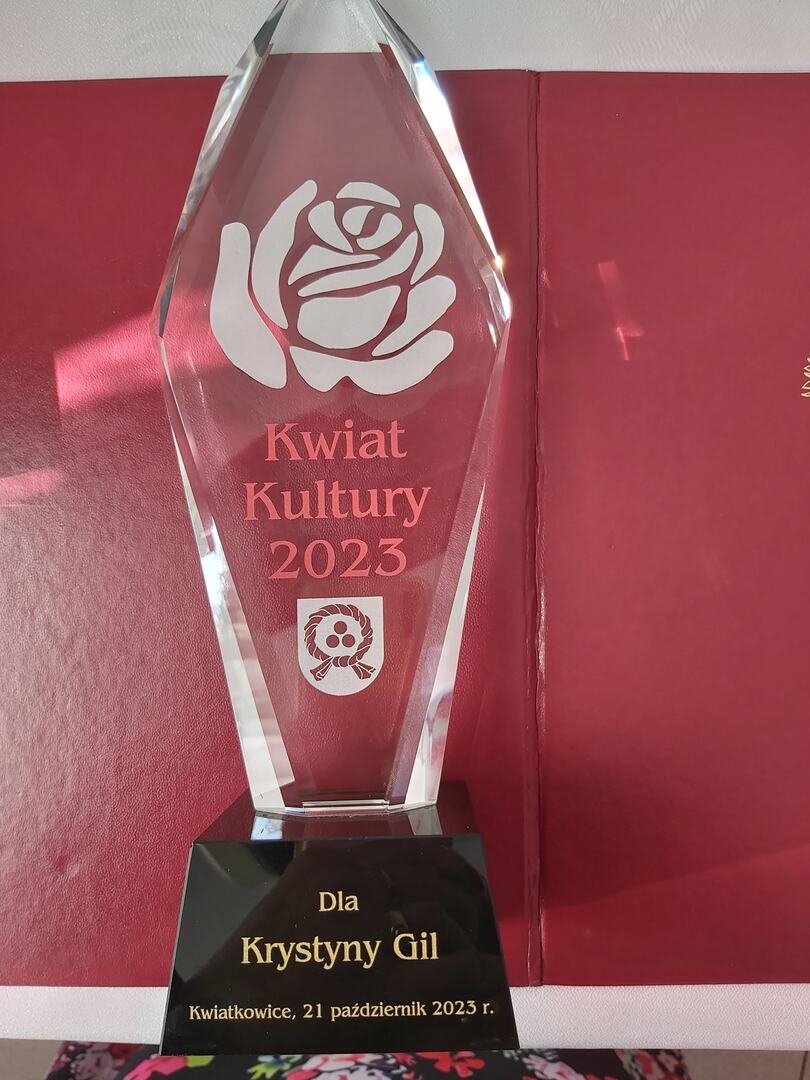 Kwiat
Kultury
2023
Dla
Krystyny Gil
Kwiatkowice, 21 październik 2023 r.